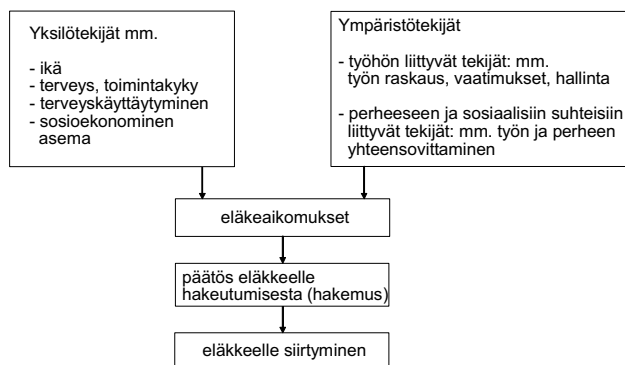 Yksilötekijät mm.
- ikä
- terveys, toimintakyky
- terveyskäyttäytyminen
- sosioekonominen
asema
Ympäristötekijät
- työhön liittyvät tekijät: mm.
työn raskaus, vaatimukset, hallinta
- perheeseen ja sosiaalisiin suhteisiin
liittyvät tekijät: mm. työn ja perheen
yhteensovittaminen
eläkeaikomukset
päätös eläkkeelle
hakeutumisesta (hakemus)
eläkkeelle siirtyminen